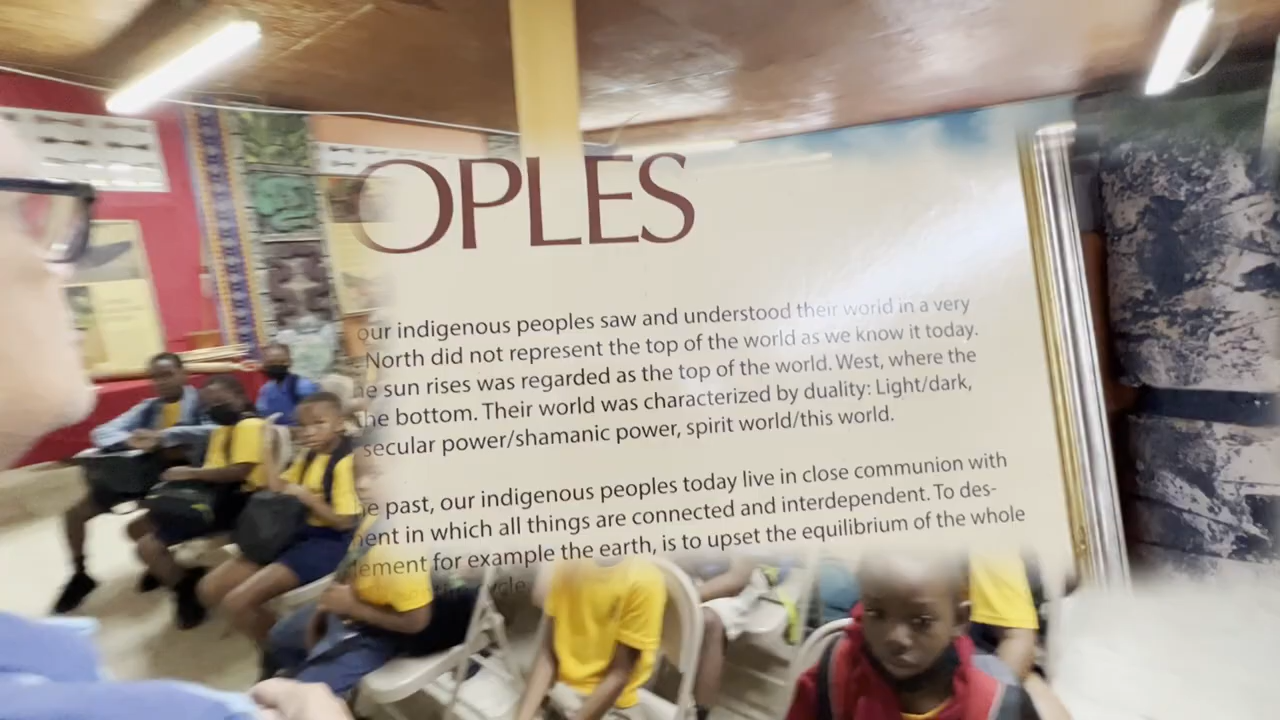 OPLES
our indigenous peoples saw and understood their world in a very
North did not represent the top of the world as we know it today.
sun rises was regarded as the top of the world. West, where the
the bottom. Their world was characterized by duality: Light/dark,
secular power/shamanic power, spirit world/this world.
past, our indigenous peoples today live in close communion with
in which all things are connected and interdependent. To des-
for example the earth, is to upset the equilibrium of the whole